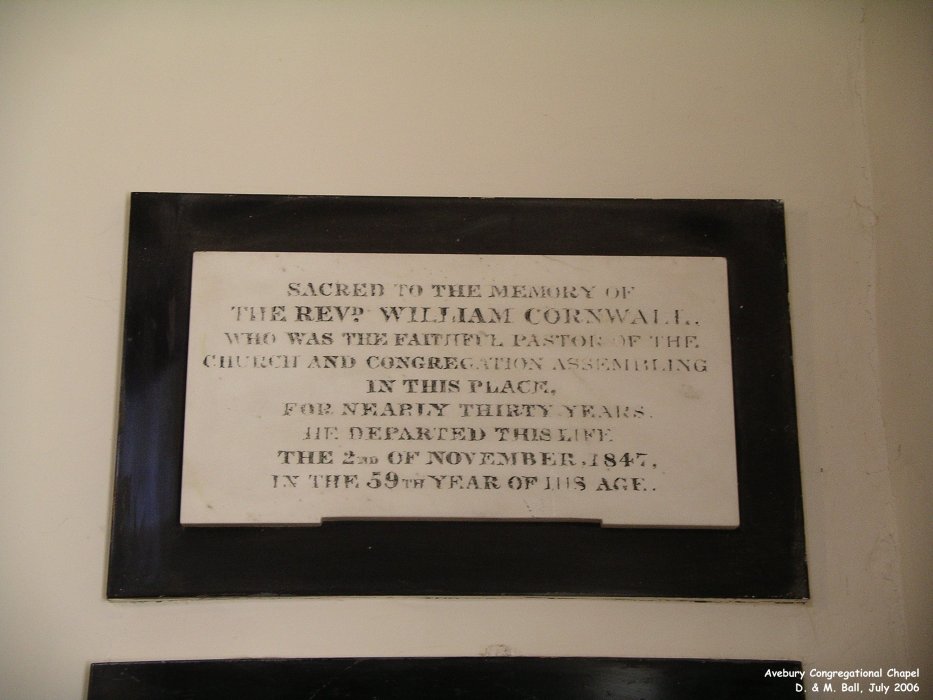 SACRED TO THE MEMORY OF
THE REVD WILLIAM CORNWALL.
WHO WAS THE FAITHFUL PASTOR OF THE
CHURCH AND CONGREGATION ASSEMBLING
IN THIS PLACE,
FOR NEARLY THIRTY YEARS.
HE DEPARTED THIS LIFE
THE 2ND OF NOVEMBER, 1847,
IN THE 59TH YEAR OF HIS AGE.
Avebury Congregational Chapel
D. & M. Ball, July 2006